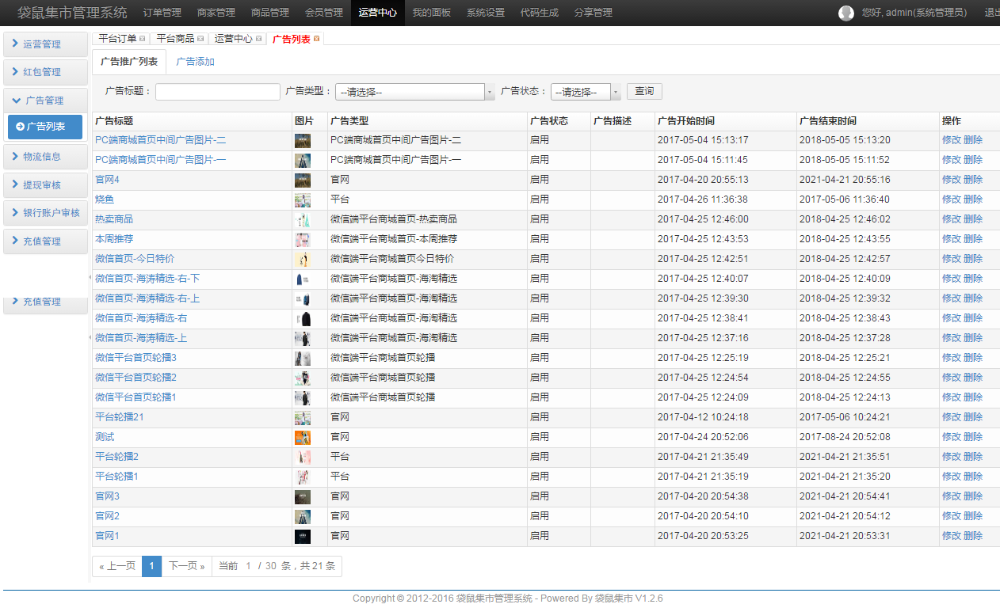 袋鼠集市管理系统 订单管理 商家管理 商品管理 会员管理 运营中心 我的面板 系统设置 代码生成 分享管理 您好, admin(系统管理员)
运营管理
红包管理
广告管理
广告列表
物流信息
提现审核
银行账户审核
充值管理
充值管理
平台订单 平台商品 运营中心 广告列表
广告推广列表 广告添加
广告标题： 广告类型： --请选择-- 广告状态： --请选择-- 查询
广告标题 图片 广告类型 广告状态 广告描述 广告开始时间 广告结束时间 操作
PC端商城首页中间广告图片-二 PC端商城首页中间广告图片-二 启用 2017-05-04 15:13:17 2018-05-05 15:13:20 修改 删除
PC端商城首页中间广告图片-一 PC端商城首页中间广告图片-一 启用 2017-05-04 15:11:45 2018-05-05 15:11:52 修改 删除
官网4 官网 启用 2017-04-20 20:55:13 2021-04-21 20:55:16 修改 删除
烧鱼 平台 启用 2017-04-26 11:36:38 2017-05-06 11:36:40 修改 删除
热卖商品 微信端平台商城首页-热卖商品 启用 2017-04-25 12:46:00 2018-04-25 12:46:02 修改 删除
本周推荐 微信端平台商城首页-本周推荐 启用 2017-04-25 12:43:53 2018-04-25 12:43:55 修改 删除
微信首页-今日特价 微信端平台商城首页今日特价 启用 2017-04-25 12:42:51 2018-04-25 12:42:57 修改 删除
微信首页-海涛精选-右-下 微信端平台商城首页-海淘精选 启用 2017-04-25 12:40:07 2018-04-25 12:40:09 修改 删除
微信首页-海涛精选-右-上 微信端平台商城首页-海淘精选 启用 2017-04-25 12:39:30 2018-04-25 12:39:32 修改 删除
微信首页-海涛精选-右 微信端平台商城首页-海淘精选 启用 2017-04-25 12:38:41 2018-04-25 12:38:43 修改 删除
微信首页-海涛精选-上 微信端平台商城首页-海淘精选 启用 2017-04-25 12:37:16 2018-04-25 12:37:28 修改 删除
微信平台首页轮播3 微信端平台商城首页轮播 启用 2017-04-25 12:25:19 2018-04-25 12:25:21 修改 删除
微信平台首页轮播2 微信端平台商城首页轮播 启用 2017-04-25 12:24:54 2018-04-25 12:24:55 修改 删除
微信平台首页轮播1 微信端平台商城首页轮播 启用 2017-04-25 12:24:09 2018-04-25 12:24:13 修改 删除
平台轮播21 官网 启用 2017-04-12 10:24:18 2017-05-06 10:24:21 修改 删除
测试 官网 启用 2017-04-24 20:52:06 2017-08-24 20:52:08 修改 删除
平台轮播2 平台 启用 2017-04-21 21:35:49 2021-04-21 21:35:51 修改 删除
平台轮播1 平台 启用 2017-04-21 21:35:19 2021-04-21 21:35:20 修改 删除
官网3 官网 启用 2017-04-20 20:54:38 2021-04-21 20:54:41 修改 删除
官网2 官网 启用 2017-04-20 20:54:10 2021-04-21 20:54:12 修改 删除
官网1 官网 启用 2017-04-20 20:53:25 2021-04-21 20:53:31 修改 删除
« 上一页 1 下一页 » 当前 1 / 30 条，共 21 条
Copyright © 2012-2016 袋鼠集市管理系统 - Powered By 袋鼠集市 V1.2.6